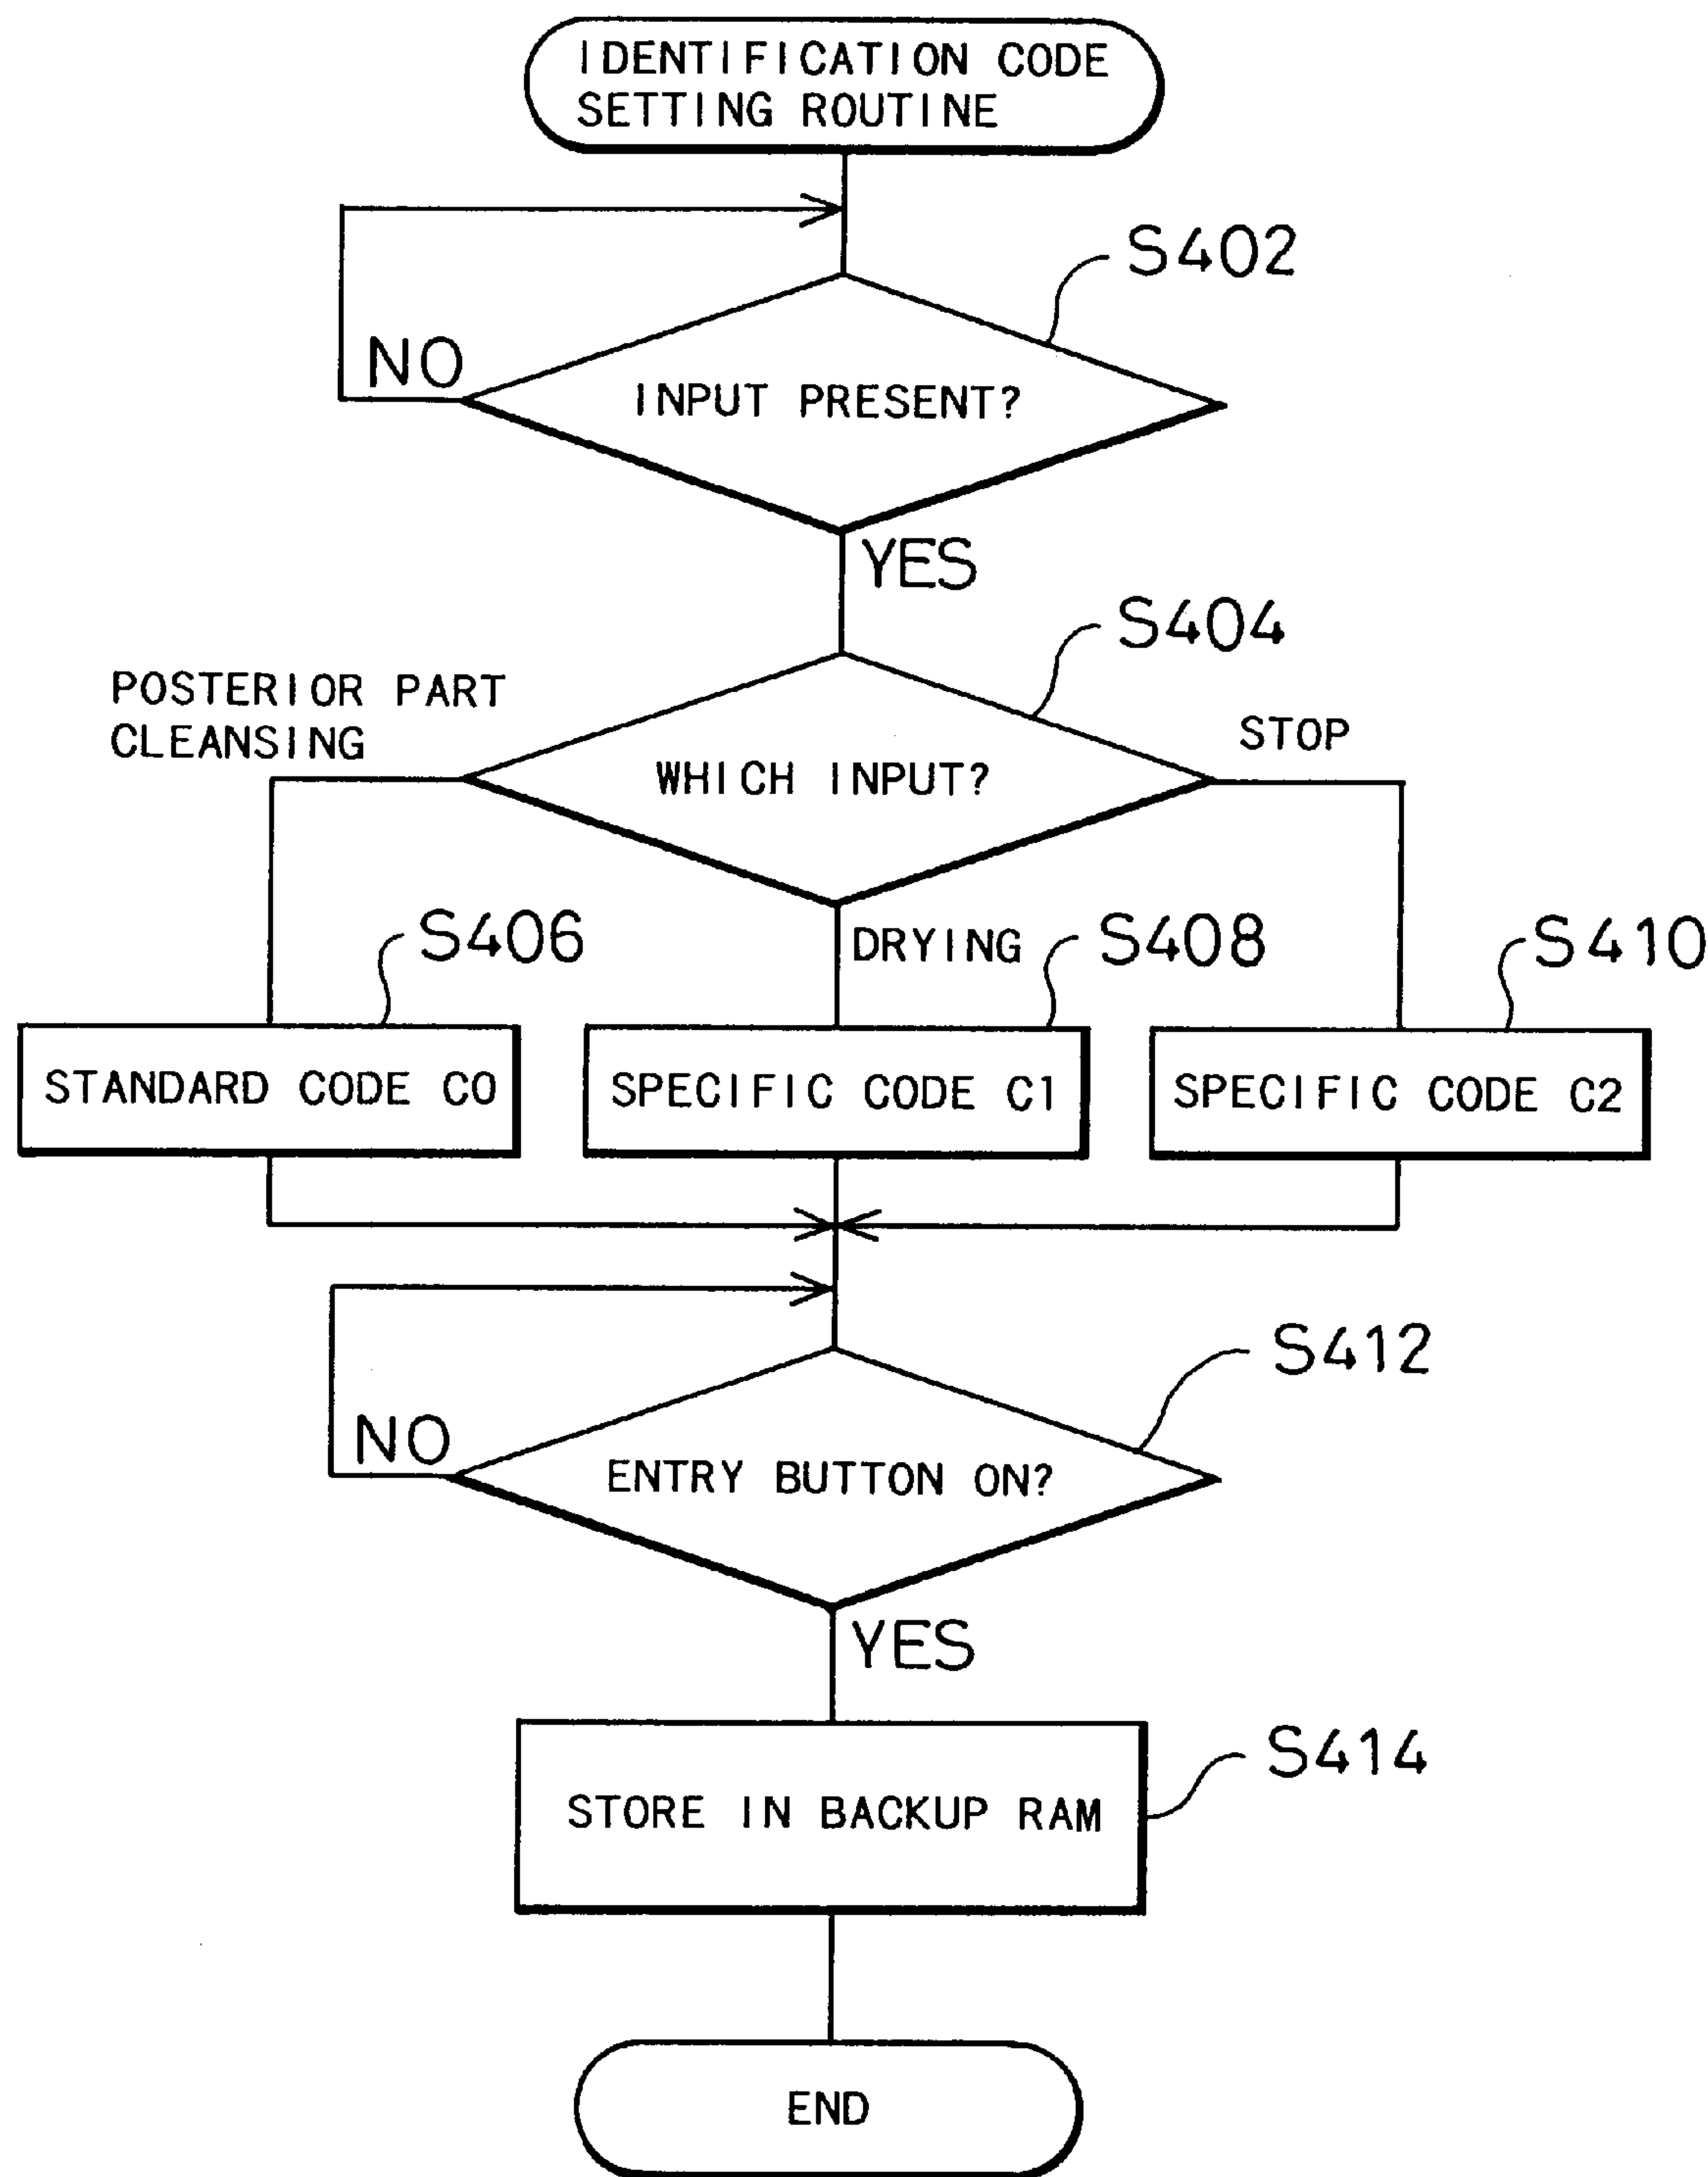 IDENTIFICATION CODE
SETTING ROUTINE
S402
NO
INPUT PRESENT?
YES
S404
POSTERIOR PART
CLEANSING
STOP
WHICH INPUT?
S406
DRYING
S408
S410
STANDARD CODE C0
SPECIFIC CODE C1
SPECIFIC CODE C2
S412
NO
ENTRY BUTTON ON?
YES
S414
STORE IN BACKUP RAM
END